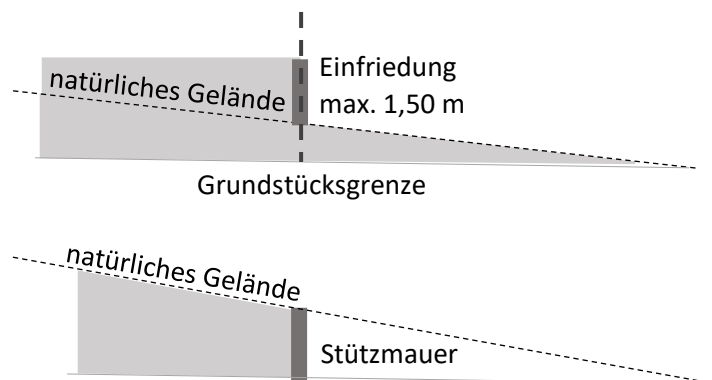 natürliches Gelände
Einfriedung
max. 1,50 m
Grundstücksgrenze
natürliches Gelände
Stützmauer